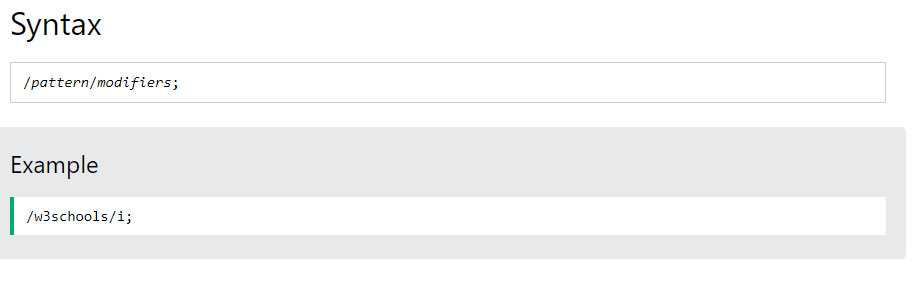 Syntax
/pattern/modifiers;
Example
/w3schools/i;